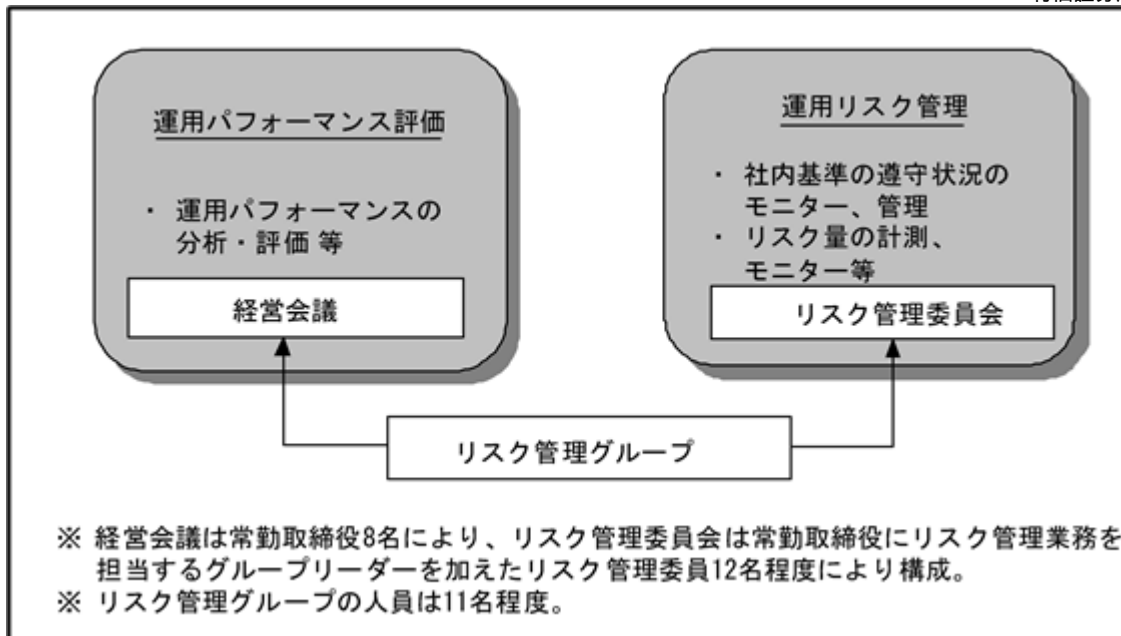 運用パフォーマンス評価
・ 運用パフォーマンスの
分析・評価 等
経営会議
運用リスク管理
・ 社内基準の遵守状況の
モニター、管理
・ リスク量の計測、
モニター等
リスク管理委員会
リスク管理グループ
※ 経営会議は常勤取締役8名により、リスク管理委員会は常勤取締役にリスク管理業務を
担当するグループリーダーを加えたリスク管理委員12名程度により構成。
※ リスク管理グループの人員は11名程度。